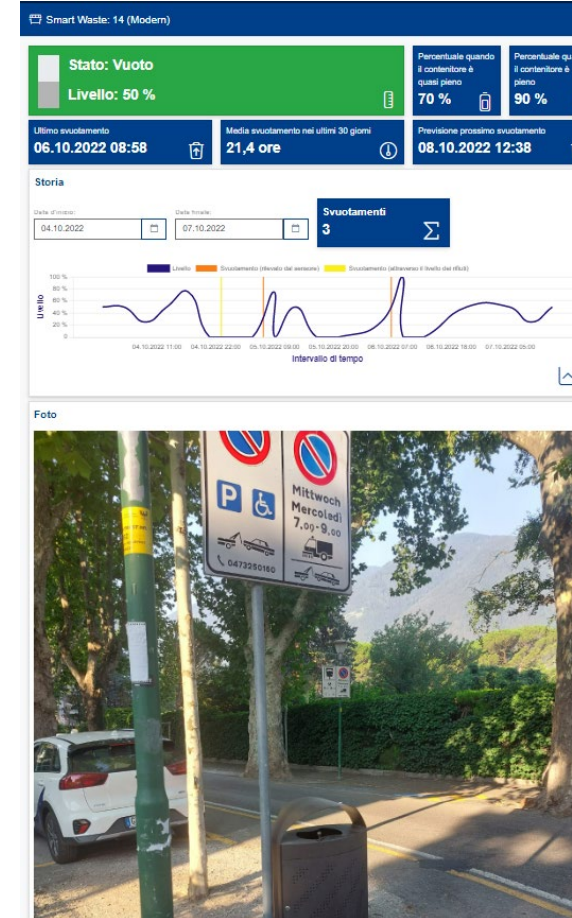 Smart Waste: 14 (Modern)
Stato: Vuoto
Livello: 50 %
Percentuale quando
il contenitore è
quasi pieno
70 %
Percentuale qu
il contenitore è
pieno
90 %
Ultimo svuotamento
06.10.2022 08:58
Media svuotamento nei ultimi 30 giorni
21,4 ore
Previsione prossimo svuotamento
08.10.2022 12:38
Storia
Data d'inizio:
04.10.2022
Data finale:
07.10.2022
Svuotamenti
3
Livello
Svuotamento (rilevato dal sensore)
Svuotamento (attraverso il livello dei rifiuti)
100 %
80 %
60 %
40 %
20 %
0
Livello
04.10.2022 11:00 04.10.2022 22:00 05.10.2022 09:00 05.10.2022 20:00 06.10.2022 07:00 06.10.2022 18:00 07.10.2022 05:00
Intervallo di tempo
Foto
P
Mittwoch
Mercoledì
7,00-9,00
0473250160